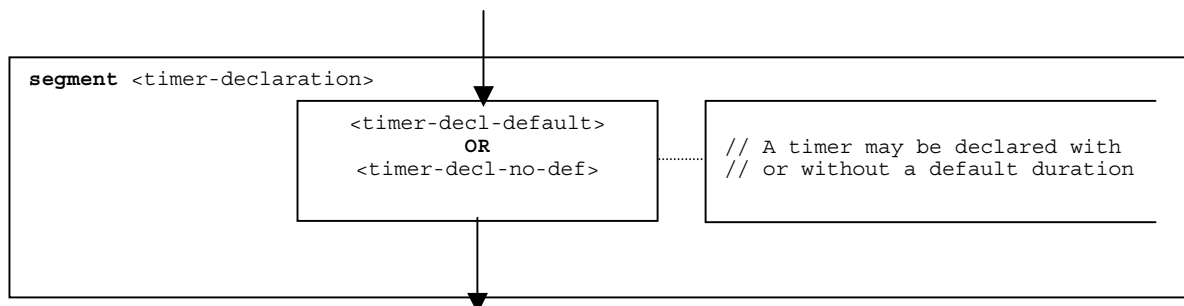 segment <timer-declaration>
<timer-decl-default>
OR
<timer-decl-no-def>
// A timer may be declared with
// or without a default duration